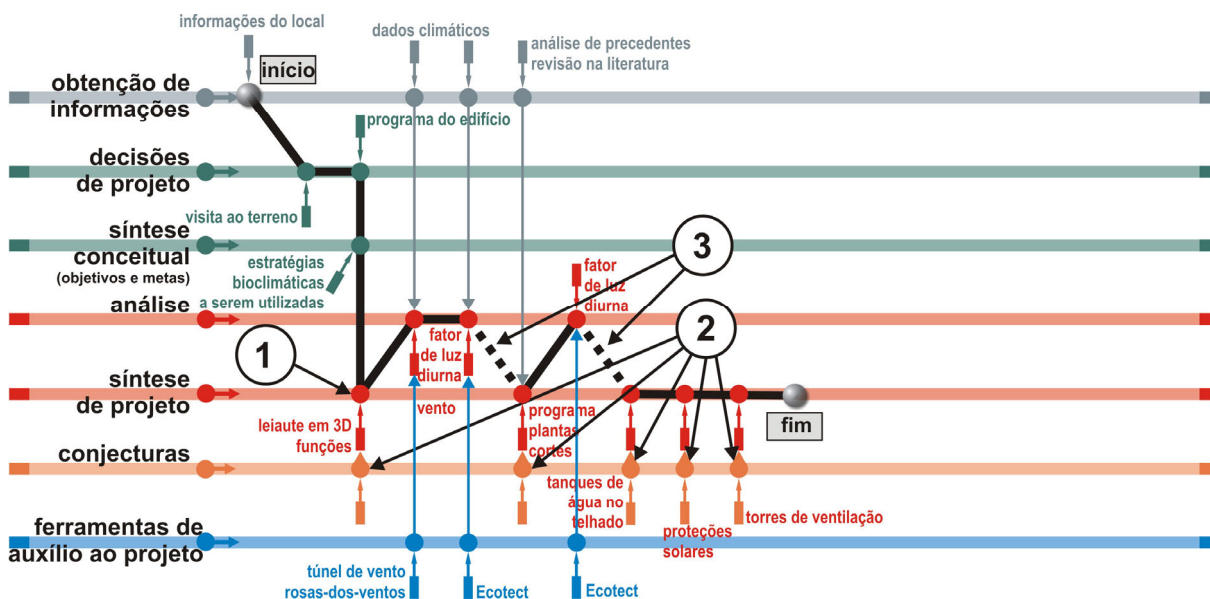 informações do local
início
dados climáticos
análise de precedentes
revisão na literatura
obtenção de
informações
programa do edifício
decisões
de projeto
visita ao terreno
síntese
conceitual
(objetivos e metas)
estratégias
bioclimáticas
a serem utilizadas
3
fator
de luz
diurna
análise
1
fator
de luz
diurna
2
síntese
de projeto
leiaute em 3D
funções
vento
programa
plantas
cortes
fim
conjecturas
tanques de
água no
telhado
proteções
solares
torres de ventilação
ferramentas de
auxílio ao projeto
túnel de vento
rosas-dos-ventos
Ecotect
Ecotect